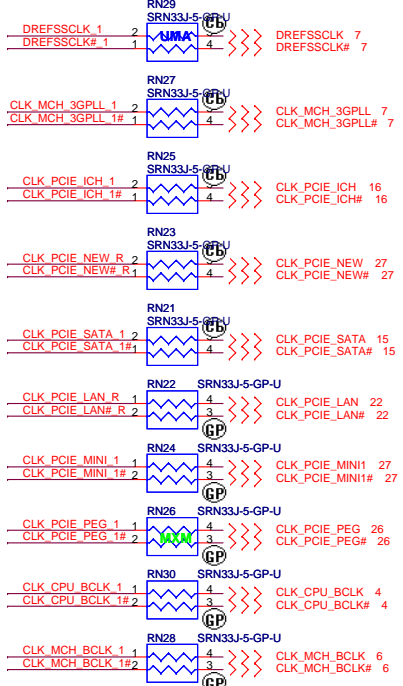 RN29
SRN33J-5-GP-U
DREFSSCLK_1 2 UMA 3 DREFSSCLK 7
DREFSSCLK#_1 1 4 DREFSSCLK# 7
RN27
SRN33J-5-GP-U
CLK_MCH_3GPLL_1 2 3 CLK_MCH_3GPLL 7
CLK_MCH_3GPLL_1# 1 4 CLK_MCH_3GPLL# 7
RN25
SRN33J-5-GP-U
CLK_PCIE_ICH_1 2 3 CLK_PCIE_ICH 16
CLK_PCIE_ICH_1# 1 4 CLK_PCIE_ICH# 16
RN23
SRN33J-5-GP-U
CLK_PCIE_NEW_R 2 3 CLK_PCIE_NEW 27
CLK_PCIE_NEW#_R 1 4 CLK_PCIE_NEW# 27
RN21
SRN33J-5-GP-U
CLK_PCIE_SATA_1 2 3 CLK_PCIE_SATA 15
CLK_PCIE_SATA_1# 1 4 CLK_PCIE_SATA# 15
RN22 SRN33J-5-GP-U
CLK_PCIE_LAN_R 1 4 CLK_PCIE_LAN 22
CLK_PCIE_LAN#_R 2 3 CLK_PCIE_LAN# 22
GP
RN24 SRN33J-5-GP-U
CLK_PCIE_MINI_1 1 4 CLK_PCIE_MINI1 27
CLK_PCIE_MINI_1# 2 3 CLK_PCIE_MINI1# 27
GP
RN26 SRN33J-5-GP-U
CLK_PCIE_PEG_1 1 4 CLK_PCIE_PEG 26
CLK_PCIE_PEG_1# 2 MXM 3 CLK_PCIE_PEG# 26
GP
RN30 SRN33J-5-GP-U
CLK_CPU_BCLK_1 1 4 CLK_CPU_BCLK 4
CLK_CPU_BCLK_1# 2 3 CLK_CPU_BCLK# 4
GP
RN28 SRN33J-5-GP-U
CLK_MCH_BCLK_1 1 4 CLK_MCH_BCLK 6
CLK_MCH_BCLK_1# 2 3 CLK_MCH_BCLK# 6
GP